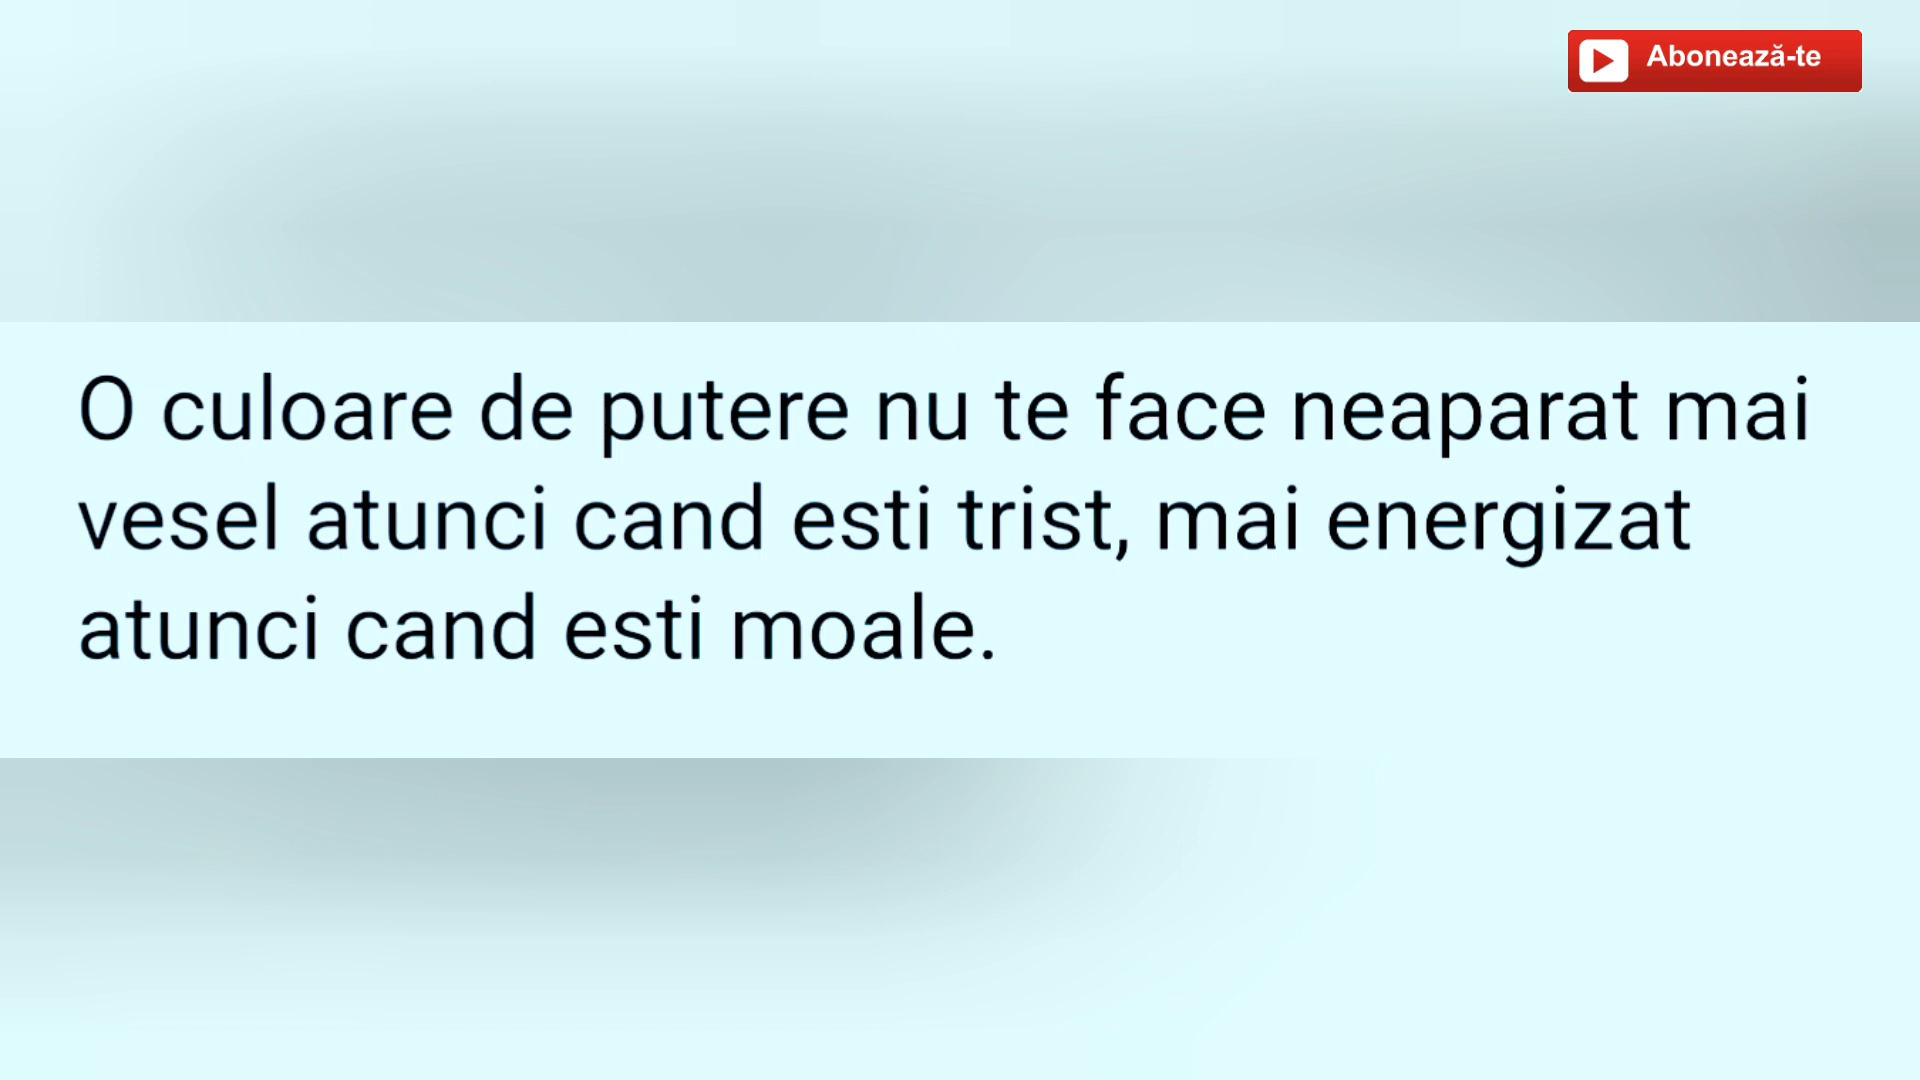 Abonează-te
O culoare de putere nu te face neaparat mai
vesel atunci cand esti trist, mai energizat
atunci cand esti moale.